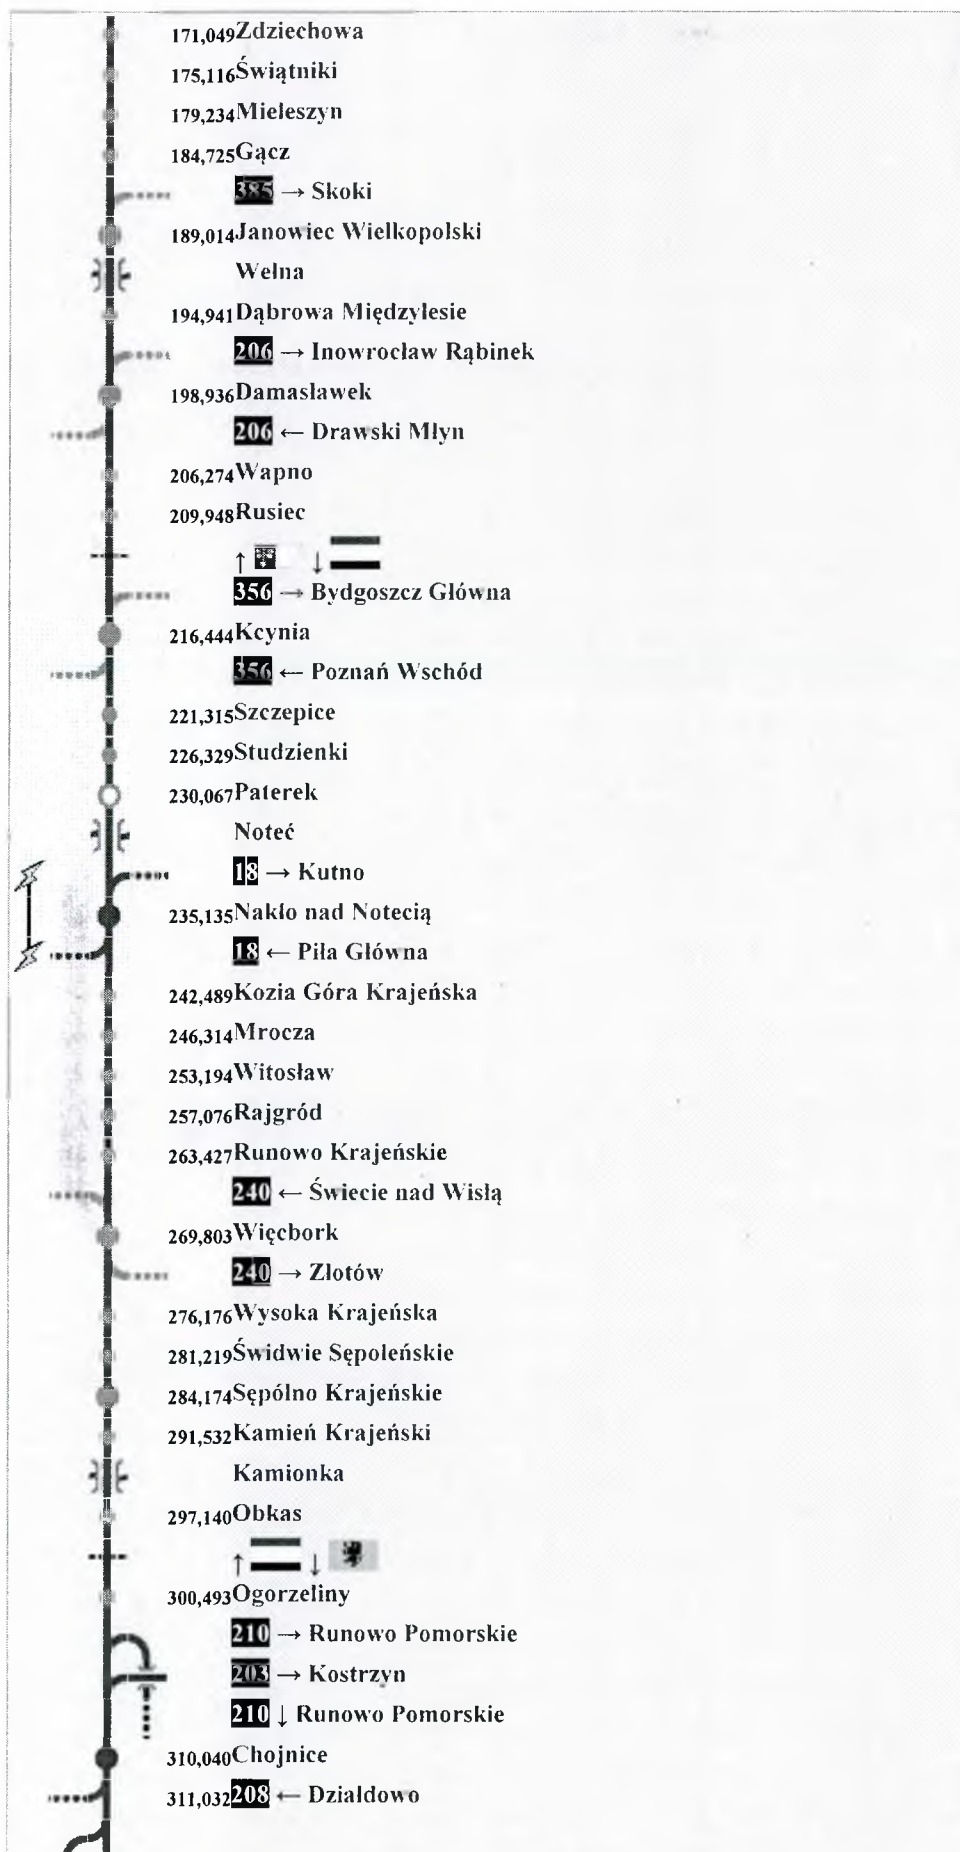 171,049Zdziechowa
175,116Świątniki
179,234Mieleszyn
184,725Gącz
385 → Skoki
189,014Janowiec Wielkopolski
Wełna
194,941Dąbrowa Międzylesie
206 → Inowrocław Rąbinek
198,936Damasławek
206 ← Drawski Młyn
206,274Wapno
209,948Rusiec
↑ ↓
356 → Bydgoszcz Główna
216,444Kcynia
356 ← Poznań Wschód
221,315Szczepice
226,329Studzienki
230,067Paterek
Noteć
18 → Kutno
235,135Nakło nad Notecią
18 ← Piła Główna
242,489Kozia Góra Krajeńska
246,314Mrocza
253,194Witosław
257,076Rajgród
263,427Runowo Krajeńskie
240 ← Świecie nad Wisłą
269,803Więcbork
240 → Złotów
276,176Wysoka Krajeńska
281,219Świdwie Sępoleńskie
284,174Sępólno Krajeńskie
291,532Kamień Krajeński
Kamionka
297,140Obkas
↑ ↓
300,493Ogorzeliny
210 → Runowo Pomorskie
203 → Kostrzyn
210 ↓ Runowo Pomorskie
310,040Chojnice
311,032208 ← Działdowo